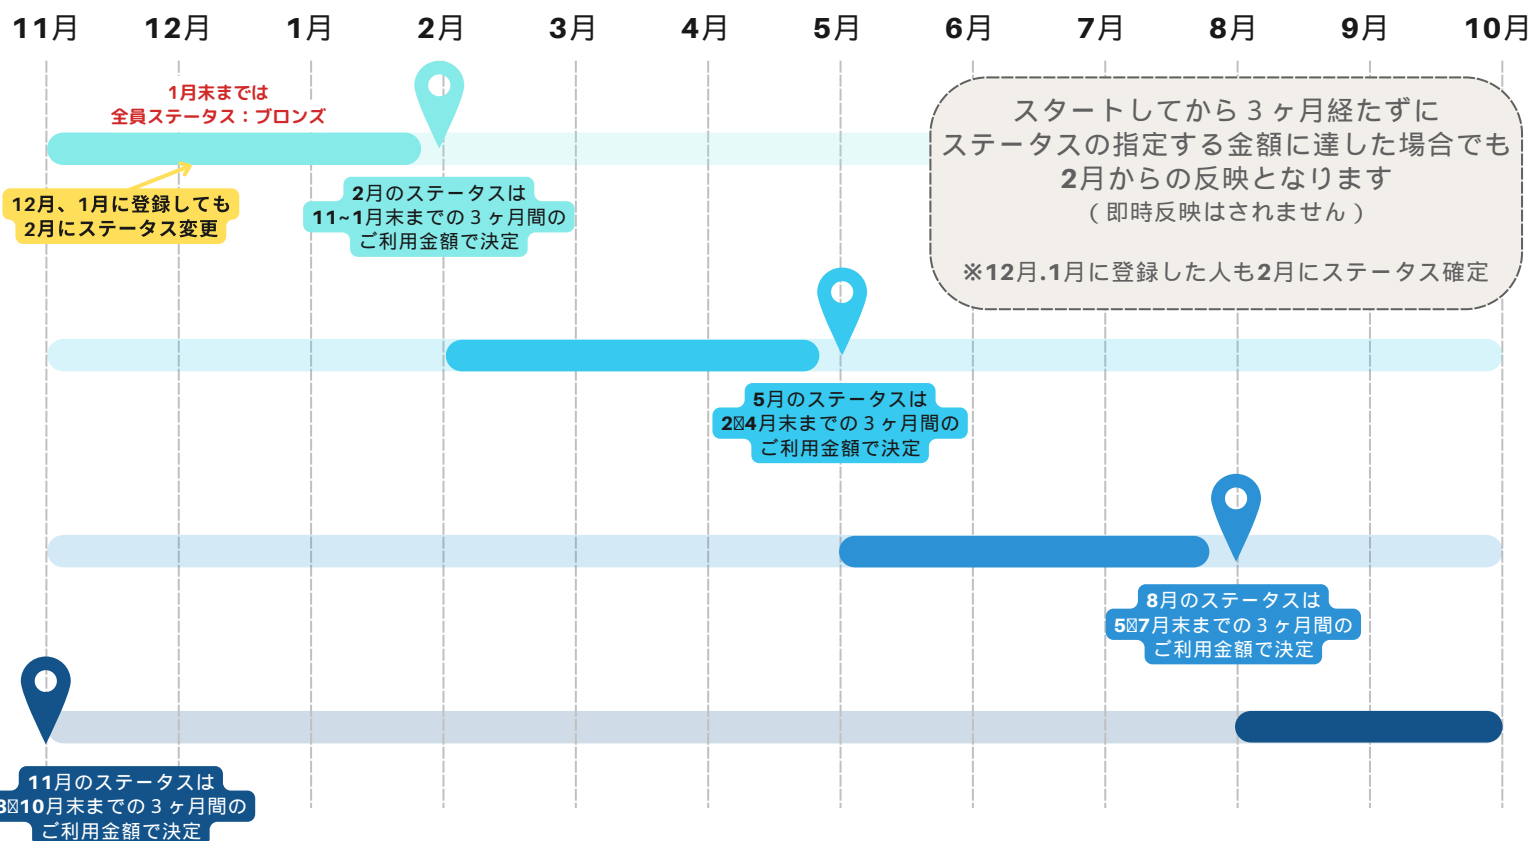 11月 12月 1月 2月 3月 4月 5月 6月 7月 8月 9月 10月
1月末までは
全員ステータス：ブロンズ
12月、1月に登録しても
2月にステータス変更
2月のステータスは
11~1月末までの３ヶ月間の
ご利用金額で決定
スタートしてから３ヶ月経たずに
ステータスの指定する金額に達した場合でも
2月からの反映となります
（即時反映はされません）
※12月.1月に登録した人も2月にステータス確定
5月のステータスは
2􏰀4月末までの３ヶ月間の
ご利用金額で決定
8月のステータスは
5􏰀7月末までの３ヶ月間の
ご利用金額で決定
11月のステータスは
8􏰀10月末までの３ヶ月間の
ご利用金額で決定